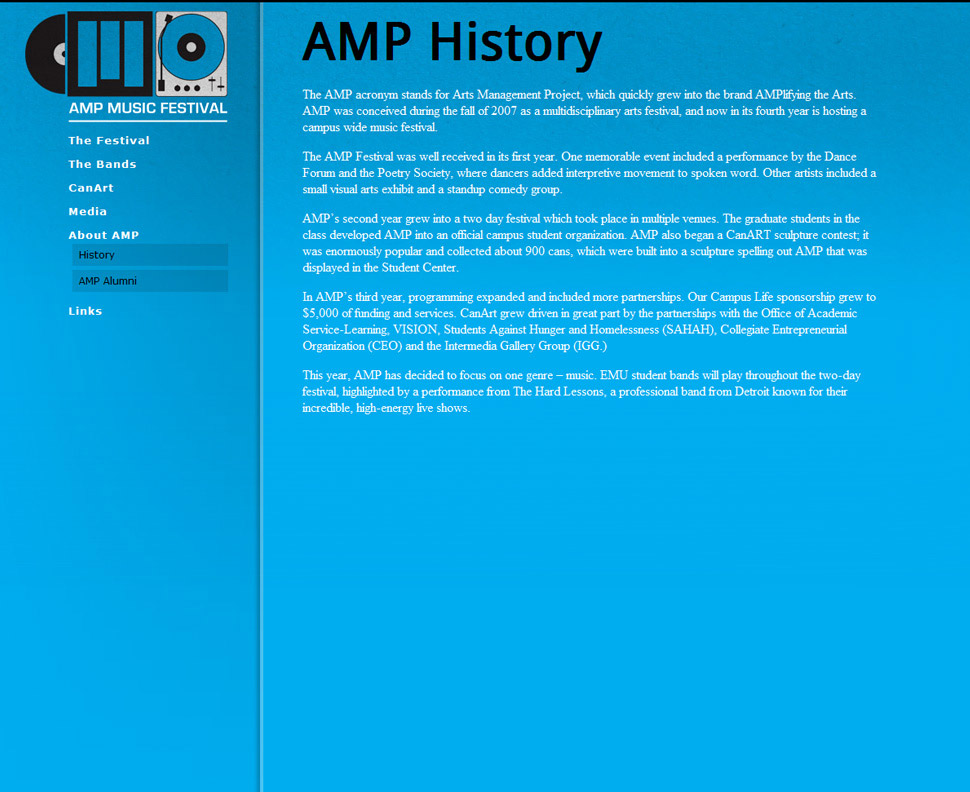 AMP MUSIC FESTIVAL
The Festival
The Bands
CanArt
Media
About AMP
History
AMP Alumni
Links
AMP History
The AMP acronym stands for Arts Management Project, which quickly grew into the brand AMPlifying the Arts.
AMP was conceived during the fall of 2007 as a multidisciplinary arts festival, and now in its fourth year is hosting a
campus wide music festival.
The AMP Festival was well received in its first year. One memorable event included a performance by the Dance
Forum and the Poetry Society, where dancers added interpretive movement to spoken word. Other artists included a
small visual arts exhibit and a standup comedy group.
AMP’s second year grew into a two day festival which took place in multiple venues. The graduate students in the
class developed AMP into an official campus student organization. AMP also began a CanART sculpture contest; it
was enormously popular and collected about 900 cans, which were built into a sculpture spelling out AMP that was
displayed in the Student Center.
In AMP’s third year, programming expanded and included more partnerships. Our Campus Life sponsorship grew to
$5,000 of funding and services. CanArt grew driven in great part by the partnerships with the Office of Academic
Service-Learning, VISION, Students Against Hunger and Homelessness (SAHAH), Collegiate Entrepreneurial
Organization (CEO) and the Intermedia Gallery Group (IGG.)
This year, AMP has decided to focus on one genre – music. EMU student bands will play throughout the two-day
festival, highlighted by a performance from The Hard Lessons, a professional band from Detroit known for their
incredible, high-energy live shows.